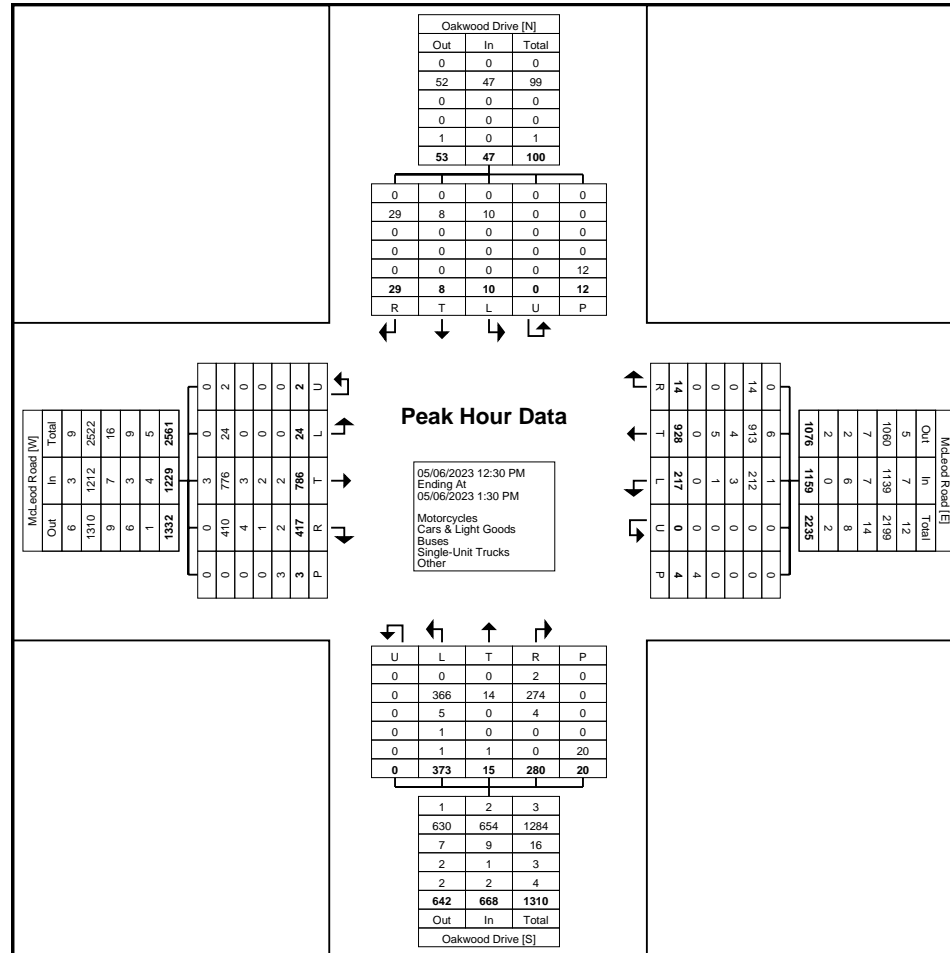 Oakwood Drive [N]
Out In Total
0 0 0
52 47 99
0 0 0
0 0 0
1 0 1
53 47 100
0 0 0 0 0
29 8 10 0 0
0 0 0 0 0
0 0 0 0 0
0 0 0 0 12
29 8 10 0 12
R T L U P
McLeod Road [W]
Out In Total
6 3 9
1310 1212 2522
9 7 16
6 3 9
1 4 5
1332 1229 2561
0 0 3 0 0
0 410 776 24 2
0 4 3 0 0
0 1 2 0 0
3 2 2 0 0
3 417 786 24 2
P R T L U
Peak Hour Data
05/06/2023 12:30 PM
Ending At
05/06/2023 1:30 PM
Motorcycles
Cars & Light Goods
Buses
Single-Unit Trucks
Other
McLeod Road [E]
Out In Total
5 7 12
1060 1139 2199
7 7 14
2 6 8
2 0 2
1076 1159 2235
0 6 1 0 0
14 913 212 0 0
0 4 3 0 0
0 5 1 0 0
0 0 0 0 4
14 928 217 0 4
R T L U P
U L T R P
0 0 0 2 0
0 366 14 274 0
0 5 0 4 0
0 1 0 0 0
0 1 1 0 20
0 373 15 280 20
1 2 3
630 654 1284
7 9 16
2 1 3
2 2 4
642 668 1310
Out In Total
Oakwood Drive [S]